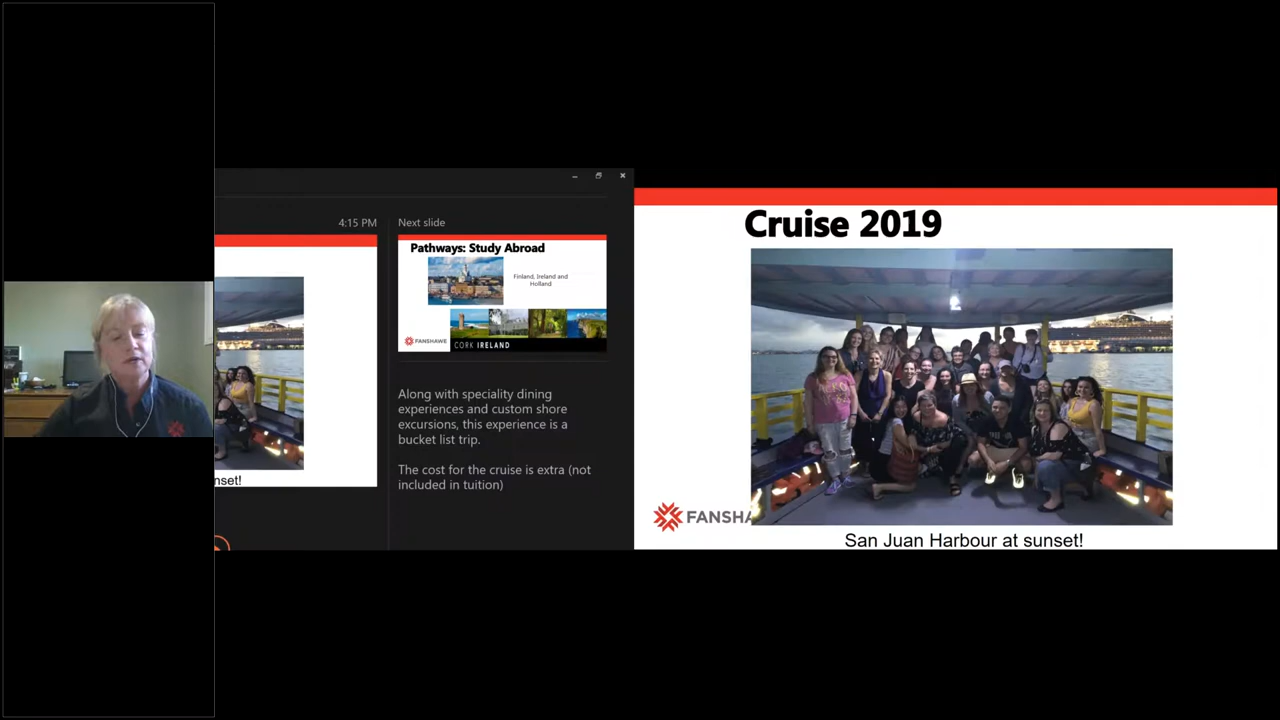 4:15 PM
nset!
Next slide
Pathways: Study Abroad
Finland, Ireland and
Holland
FANSHAWE
CORK IRELAND
Along with speciality dining
experiences and custom shore
excursions, this experience is a
bucket list trip.
The cost for the cruise is extra (not
included in tuition)
Cruise 2019
FANSHA
San Juan Harbour at sunset!